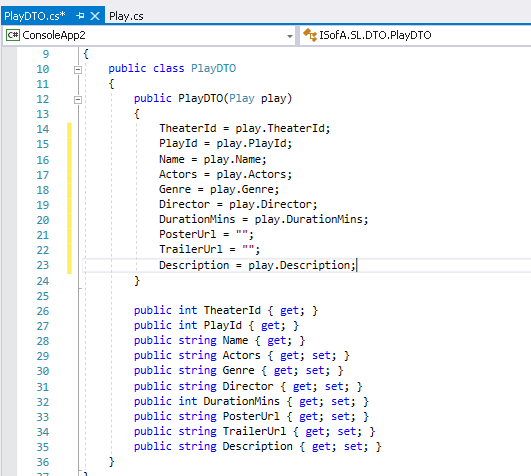 PlayDTO.cs* Play.cs
C# ConsoleApp2 ISofA.SL.DTO.PlayDTO
9 {
10 public class PlayDTO
11 {
12 public PlayDTO(Play play)
13 {
14 TheaterId = play.TheaterId;
15 PlayId = play.PlayId;
16 Name = play.Name;
17 Actors = play.Actors;
18 Genre = play.Genre;
19 Director = play.Director;
20 DurationMins = play.DurationMins;
21 PosterUrl = "";
22 TrailerUrl = "";
23 Description = play.Description;
24 }
25
26 public int TheaterId { get; }
27 public int PlayId { get; }
28 public string Name { get; }
29 public string Actors { get; set; }
30 public string Genre { get; set; }
31 public string Director { get; set; }
32 public int DurationMins { get; set; }
33 public string PosterUrl { get; set; }
34 public string TrailerUrl { get; set; }
35 public string Description { get; set; }
36 }